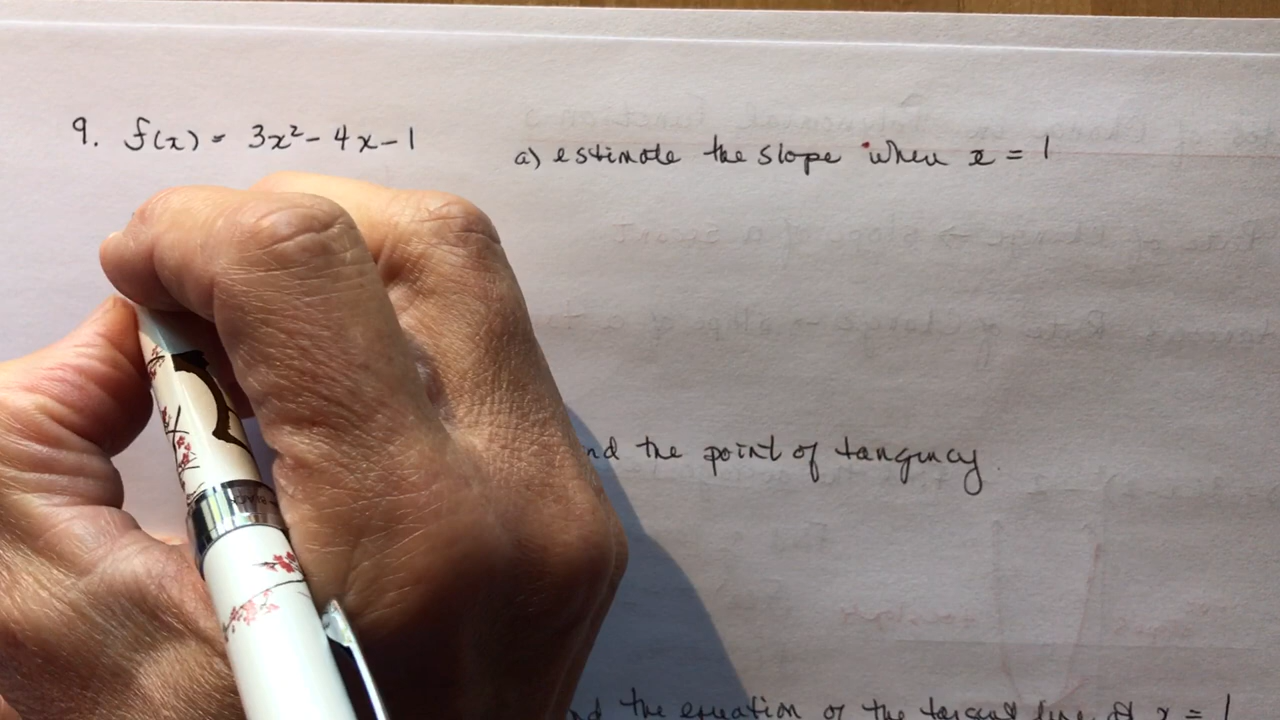 9. f(x) = 3x² - 4x - 1
a) estimate the slope when x = 1
nd the point of tangency.
nd the equation of the tangent line at x = 1